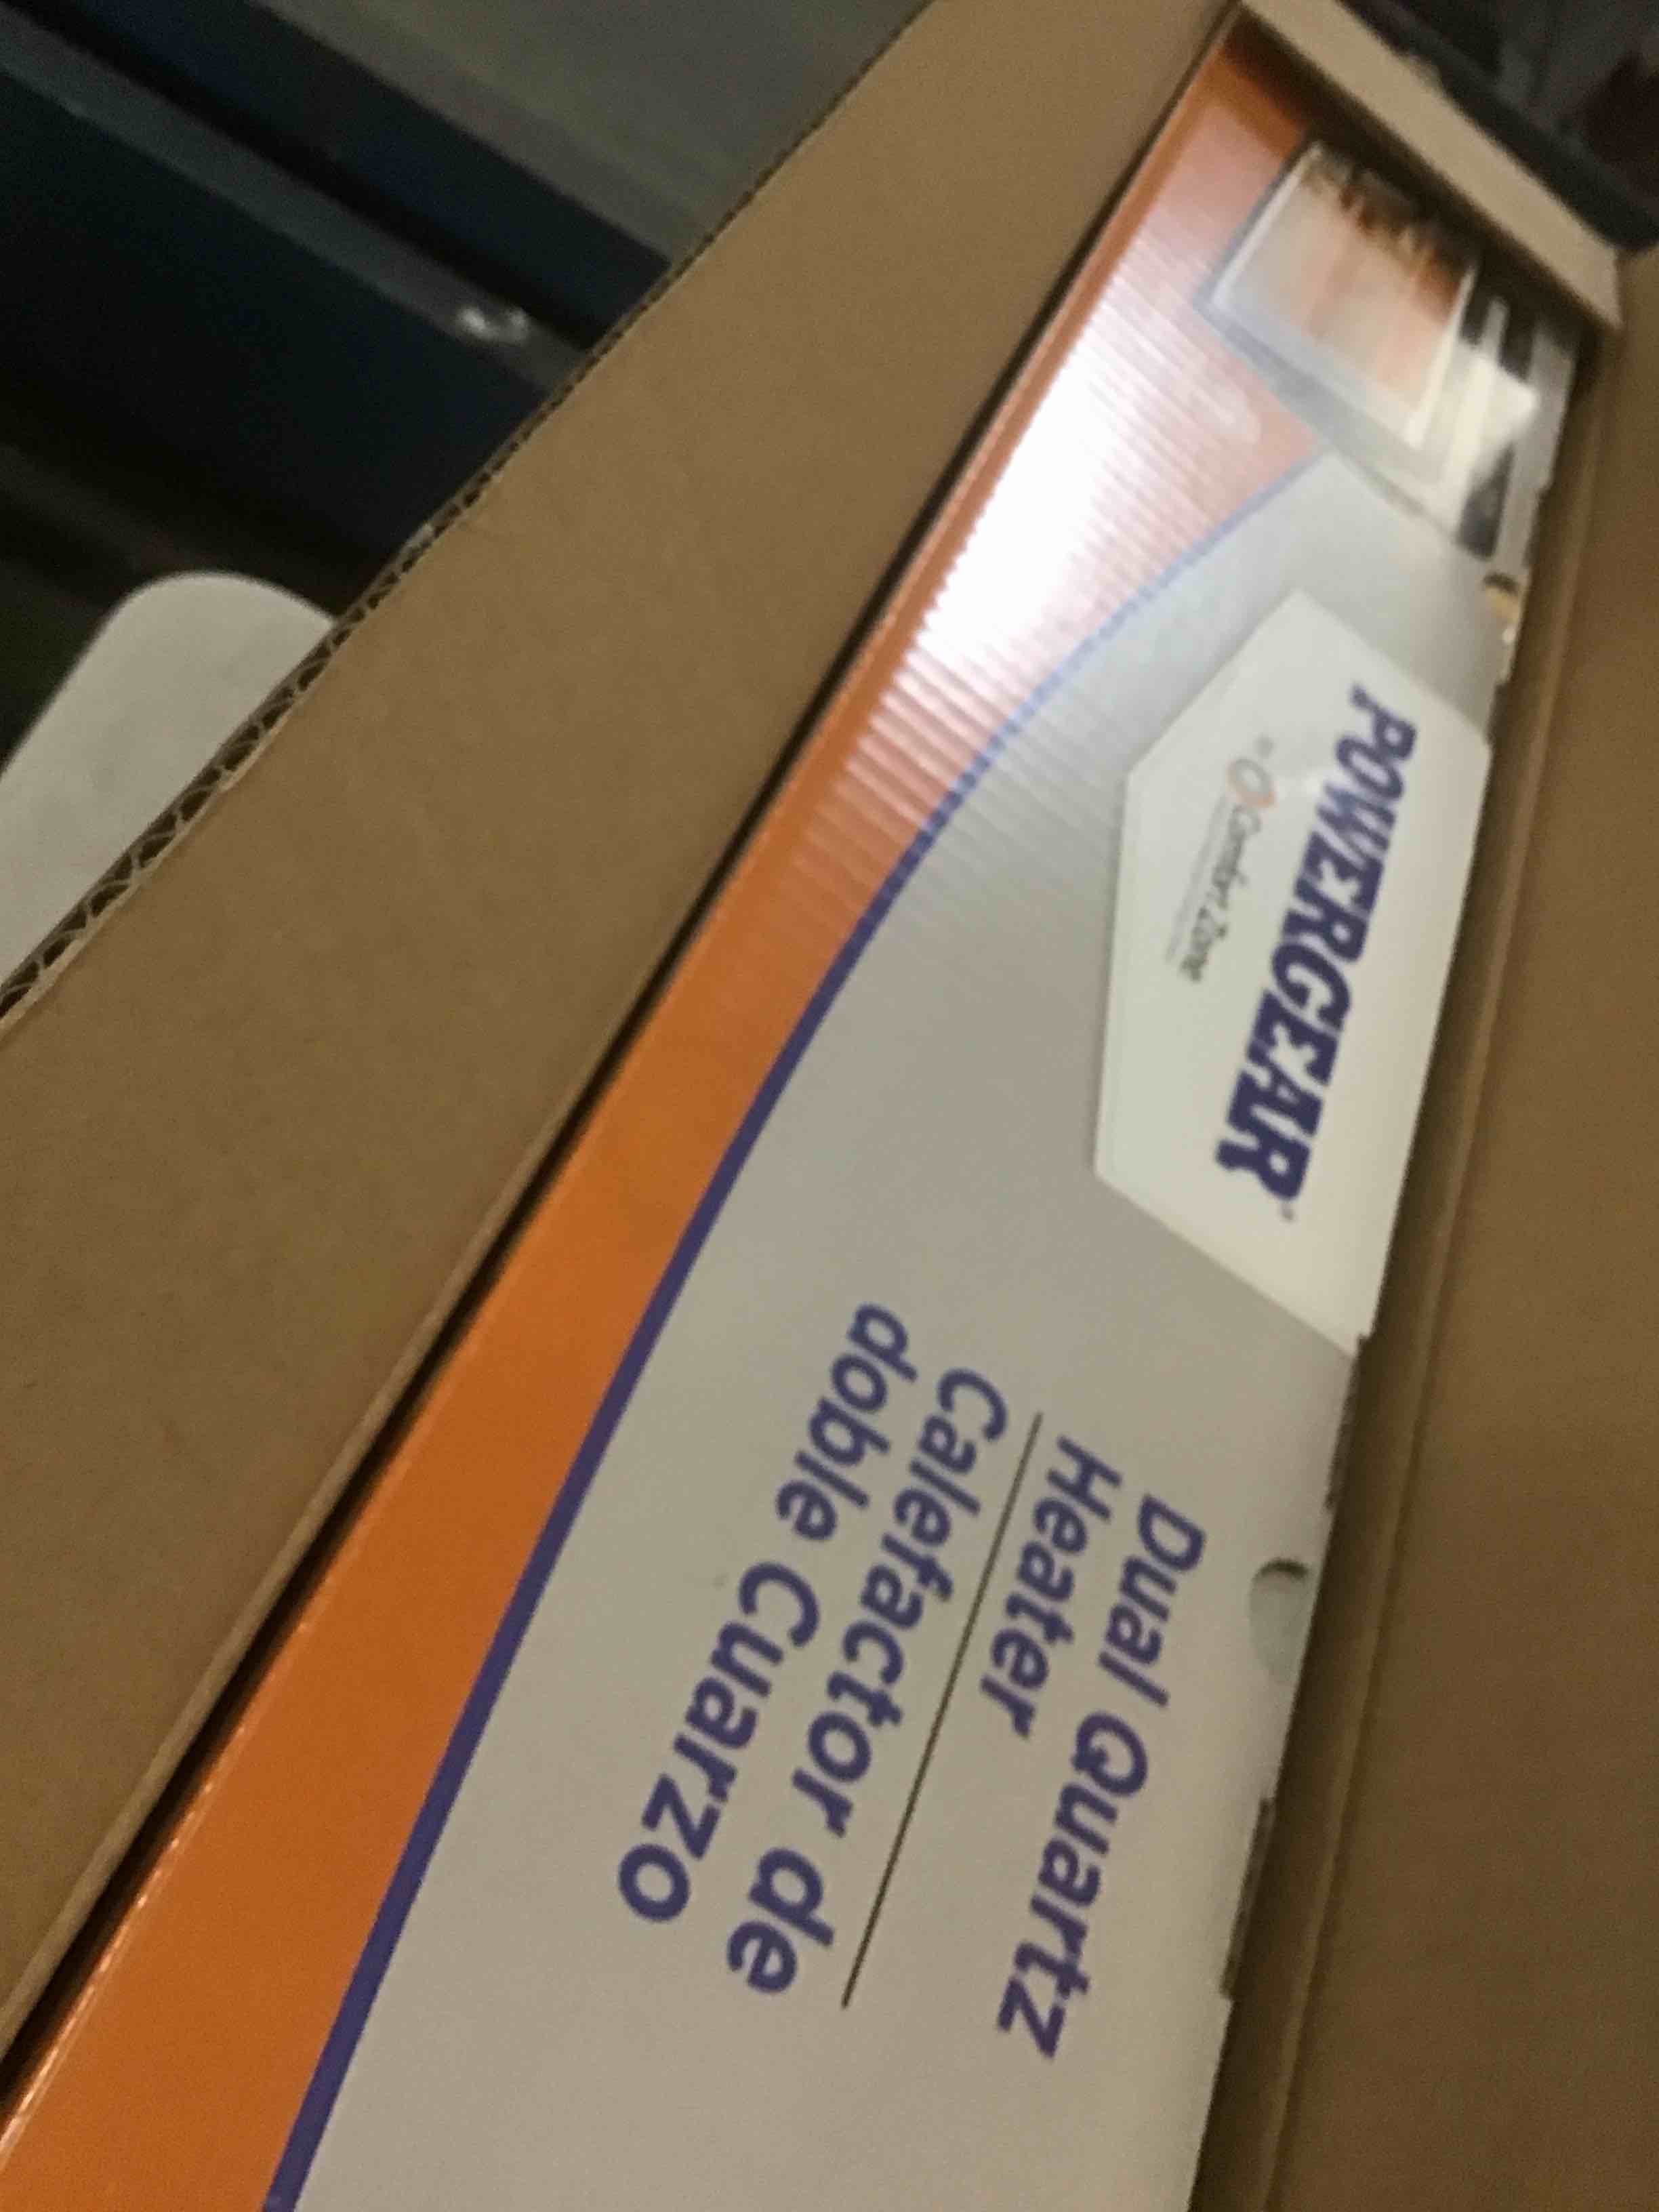 POWERGEAR
Comfort Zone
Dual Quartz
Heater
Calefactor de
doble Cuarzo